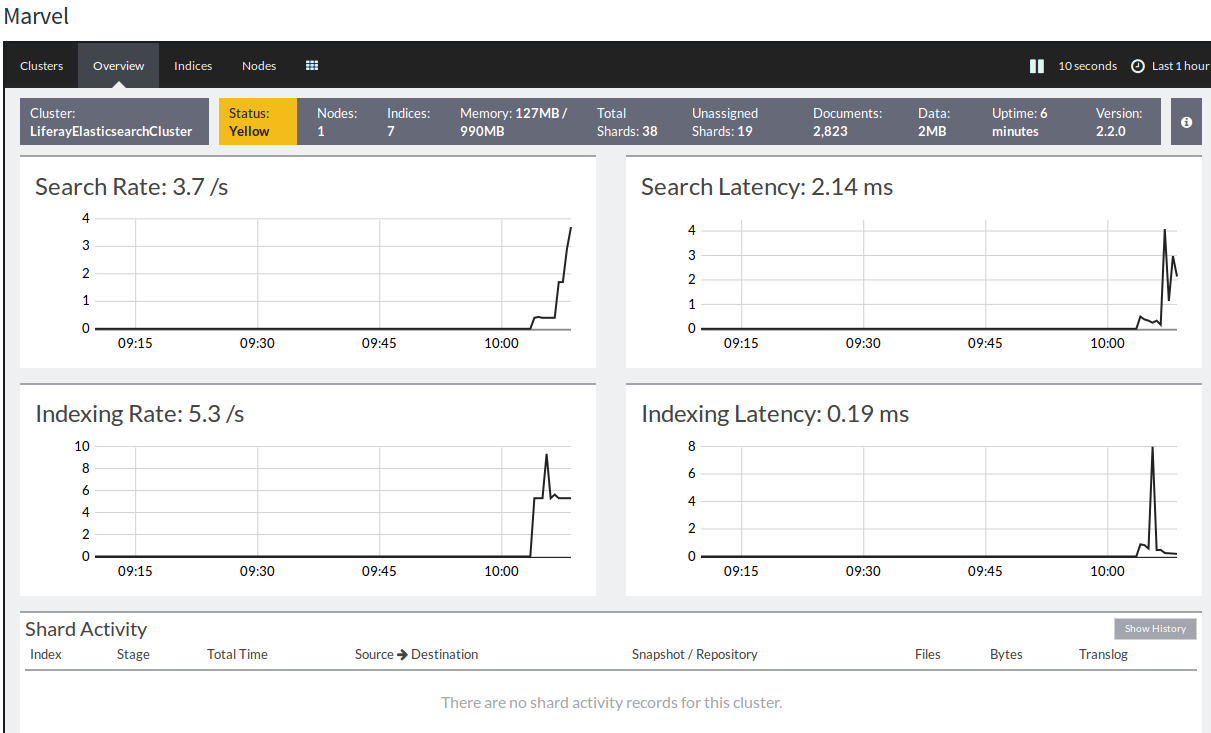 Marvel
Clusters Overview Indices Nodes 10 seconds Last 1 hour
Cluster: Status: Nodes: Indices: Memory: 127MB / Total Unassigned Documents: Data: Uptime: 6 Version:
LiferayElasticsearchCluster Yellow 1 7 990MB Shards: 38 Shards: 19 2,823 2MB minutes 2.2.0
Search Rate: 3.7 /s
4
3
2
1
0
09:15 09:30 09:45 10:00
Search Latency: 2.14 ms
4
3
2
1
0
09:15 09:30 09:45 10:00
Indexing Rate: 5.3 /s
10
8
6
4
2
0
09:15 09:30 09:45 10:00
Indexing Latency: 0.19 ms
8
6
4
2
0
09:15 09:30 09:45 10:00
Shard Activity Show History
Index Stage Total Time Source → Destination Snapshot / Repository Files Bytes Translog
There are no shard activity records for this cluster.